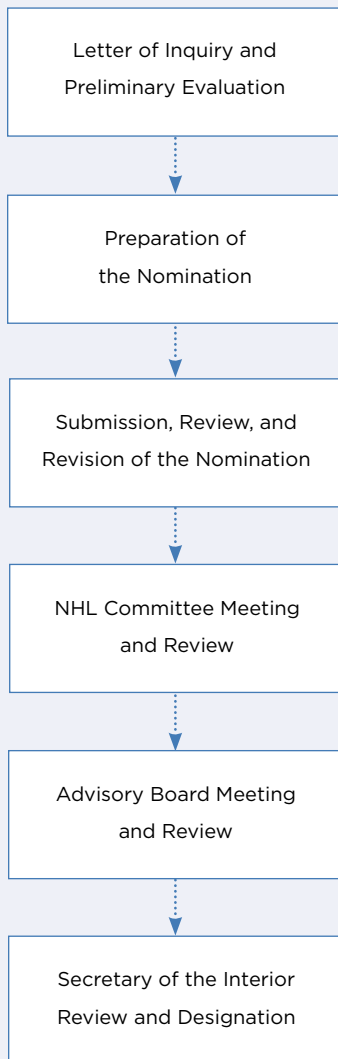 Letter of Inquiry and
Preliminary Evaluation
Preparation of
the Nomination
Submission, Review, and
Revision of the Nomination
NHL Committee Meeting
and Review
Advisory Board Meeting
and Review
Secretary of the Interior
Review and Designation